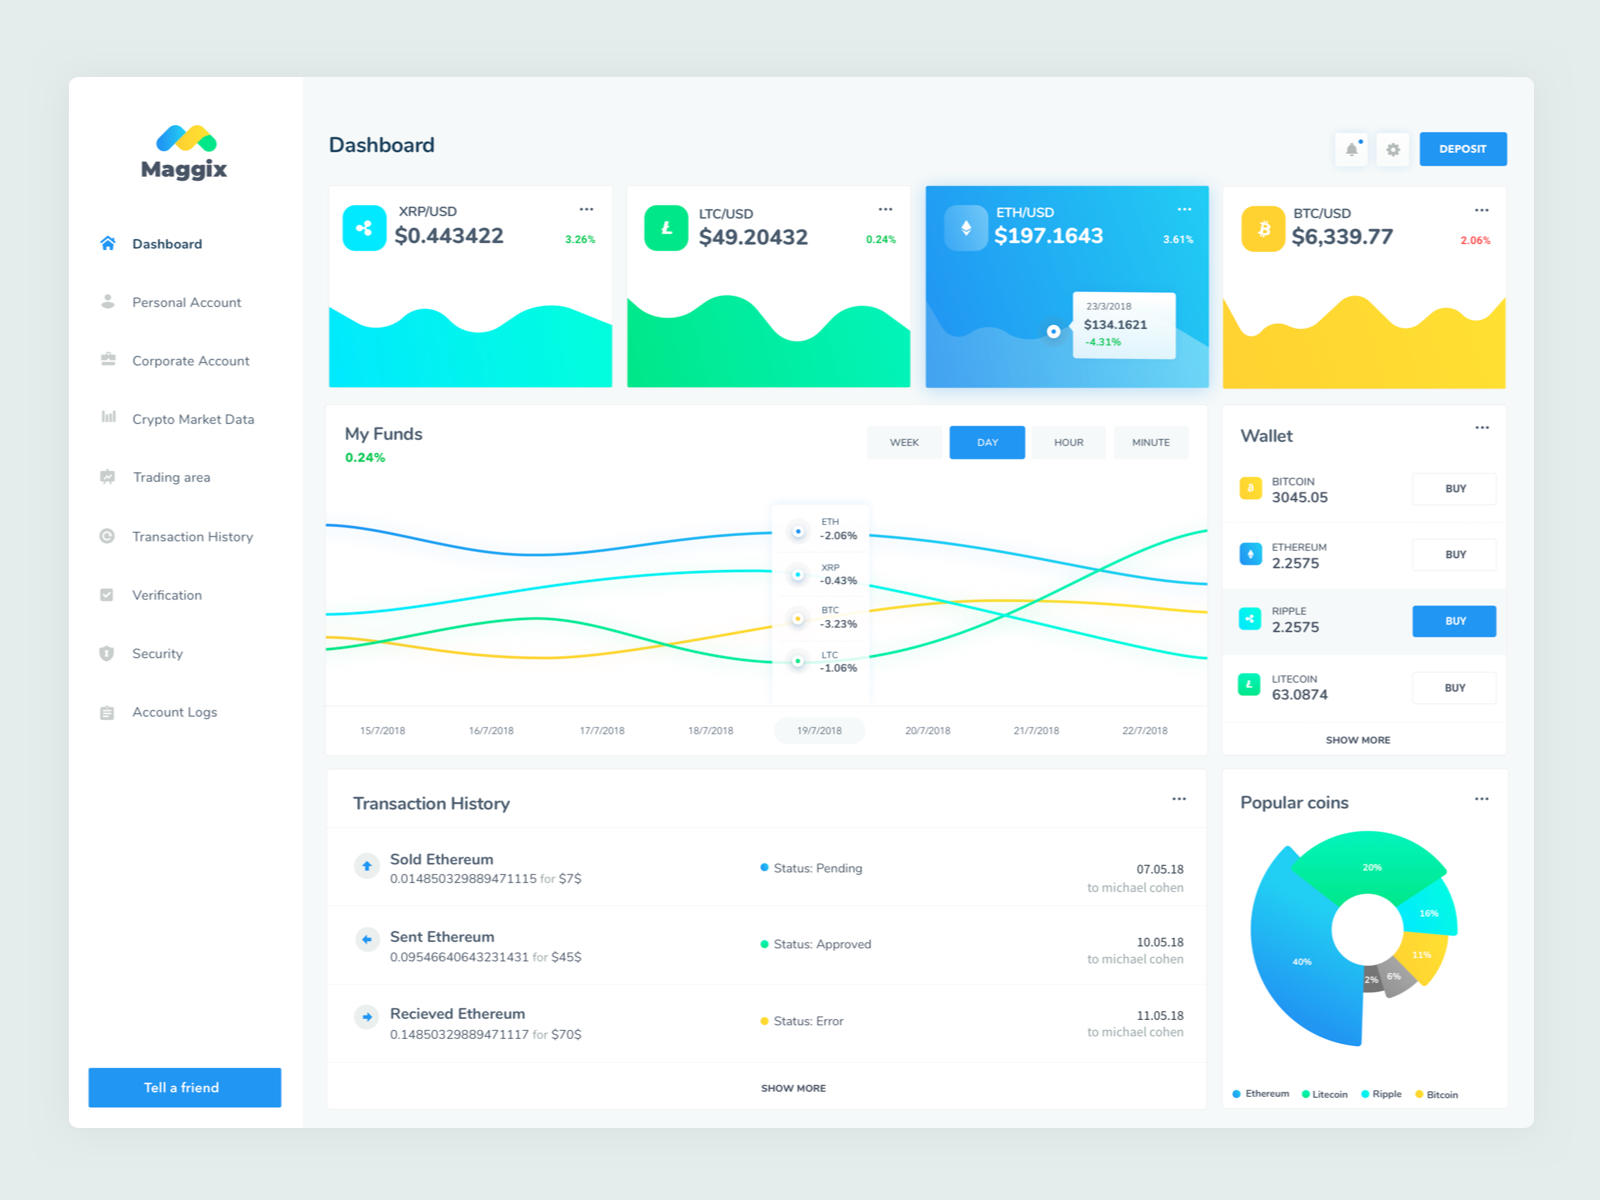 Maggix
Dashboard
Personal Account
Corporate Account
Crypto Market Data
Trading area
Transaction History
Verification
Security
Account Logs
Tell a friend
Dashboard
DEPOSIT
XRP/USD
$0.443422
3.26%
LTC/USD
$49.20432
0.24%
ETH/USD
$197.1643
3.61%
23/3/2018
$134.1621
-4.31%
BTC/USD
$6,339.77
2.06%
My Funds
0.24%
WEEK
DAY
HOUR
MINUTE
ETH
-2.06%
XRP
-0.43%
BTC
-3.23%
LTC
-1.06%
15/7/2018
16/7/2018
17/7/2018
18/7/2018
19/7/2018
20/7/2018
21/7/2018
22/7/2018
Wallet
BITCOIN
3045.05
BUY
ETHEREUM
2.2575
BUY
RIPPLE
2.2575
BUY
LITECOIN
63.0874
BUY
SHOW MORE
Transaction History
Sold Ethereum
0.014850329889471115 for $7$
Status: Pending
07.05.18
to michael cohen
Sent Ethereum
0.09546640643231431 for $45$
Status: Approved
10.05.18
to michael cohen
Recieved Ethereum
0.14850329889471117 for $70$
Status: Error
11.05.18
to michael cohen
SHOW MORE
Popular coins
20%
16%
11%
6%
2%
40%
Ethereum
Litecoin
Ripple
Bitcoin